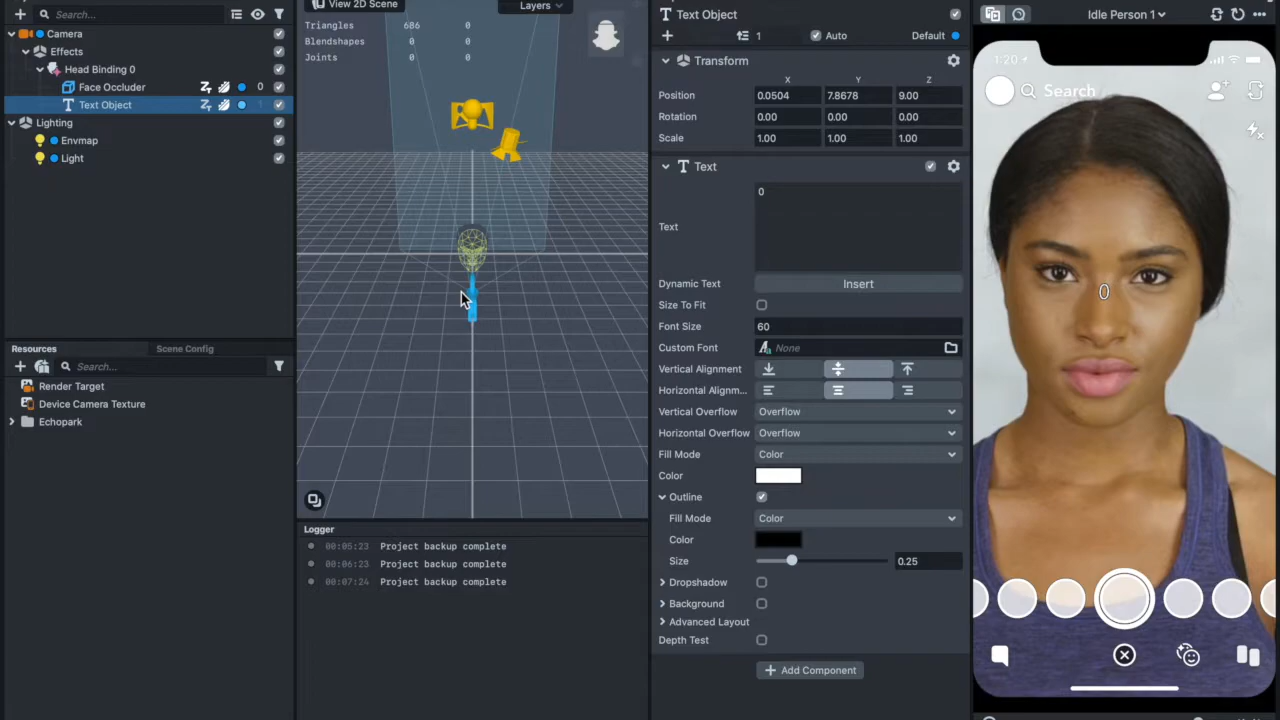 Search...
View 2D Scene
Layers
Text Object
Idle Person 1
Camera
Effects
Head Binding 0
Face Occluder
0
Text Object
1
Lighting
Envmap
Light
Triangles 686 0
Blendshapes 0 0
Joints 0 0
1
Auto
Default
Transform
X Y Z
Position 0.0504 7.8678 9.00
Rotation 0.00 0.00 0.00
Scale 1.00 1.00 1.00
Text
Text
0
Dynamic Text
Insert
Size To Fit
Font Size 60
Custom Font None
Vertical Alignment
Horizontal Alignm...
Vertical Overflow Overflow
Horizontal Overflow Overflow
Fill Mode Color
Color
Outline
Fill Mode Color
Color
Size 0.25
Dropshadow
Background
Advanced Layout
Depth Test
Add Component
Resources
Scene Config
Search...
Render Target
Device Camera Texture
Echopark
Logger
00:05:23 Project backup complete
00:06:23 Project backup complete
00:07:24 Project backup complete
1:20
Search
0